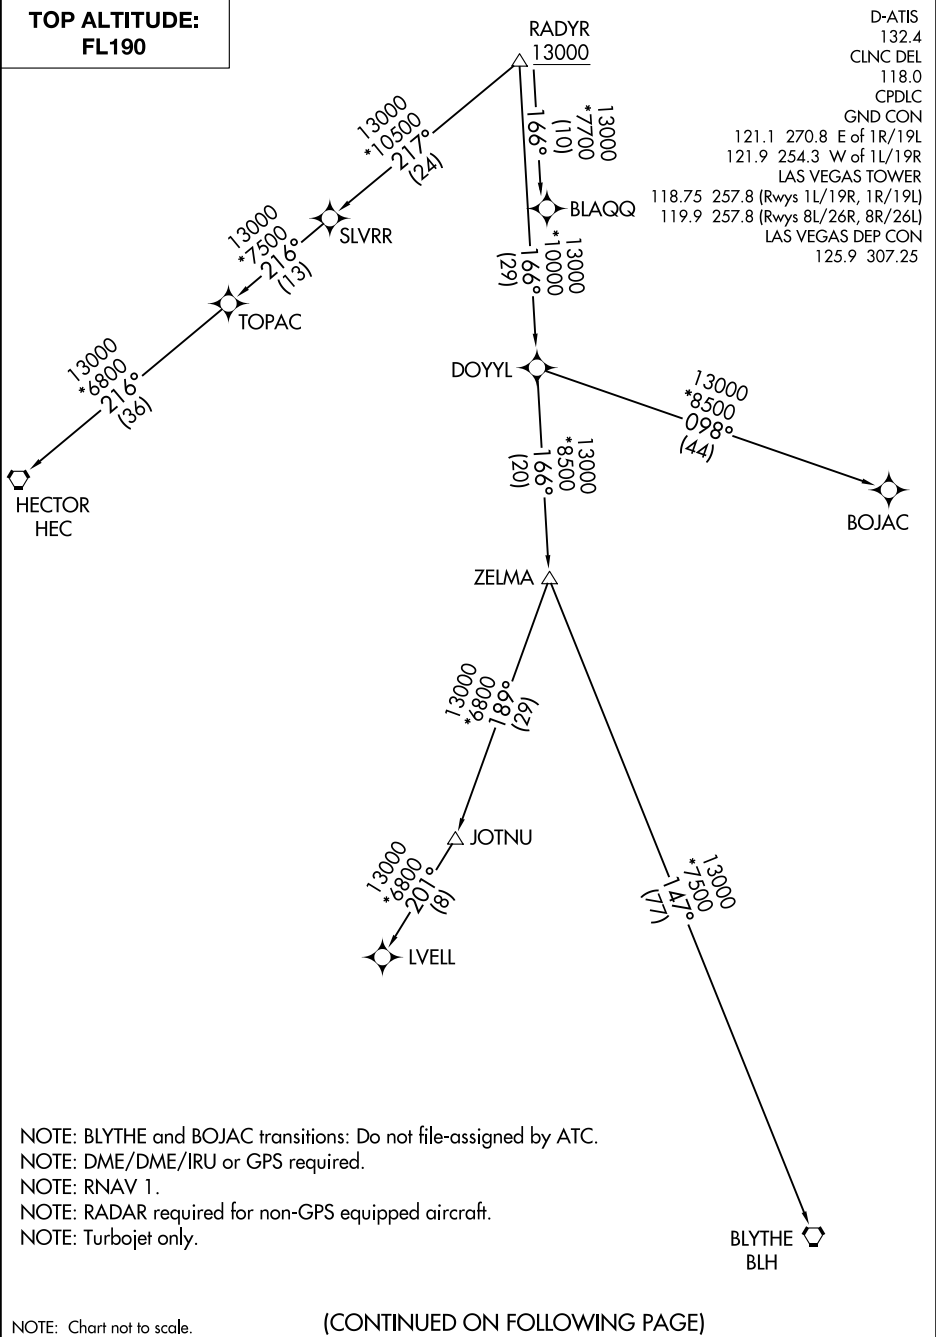 TOP ALTITUDE:
FL190
D-ATIS
132.4
CLNC DEL
118.0
CPDLC
GND CON
121.1 270.8 E of 1R/19L
121.9 254.3 W of 1L/19R
LAS VEGAS TOWER
118.75 257.8 (Rwys 1L/19R, 1R/19L)
119.9 257.8 (Rwys 8L/26R, 8R/26L)
LAS VEGAS DEP CON
125.9 307.25
RADYR
13000
13000
*10500
217°
(24)
13000
*7700
166°
(10)
BLAQQ
SLVRR
13000
*7500
216°
(13)
13000
*10000
166°
(29)
TOPAC
13000
*6800
216°
(36)
DOYYL
13000
*8500
098°
(44)
13000
*8500
166°
(20)
HECTOR
HEC
BOJAC
ZELMA
13000
*6800
189°
(29)
JOTNU
13000
*6800
201°
(8)
13000
*7500
147°
(77)
LVELL
NOTE: BLYTHE and BOJAC transitions: Do not file-assigned by ATC.
NOTE: DME/DME/IRU or GPS required.
NOTE: RNAV 1.
NOTE: RADAR required for non-GPS equipped aircraft.
NOTE: Turbojet only.
BLYTHE
BLH
NOTE: Chart not to scale.
(CONTINUED ON FOLLOWING PAGE)